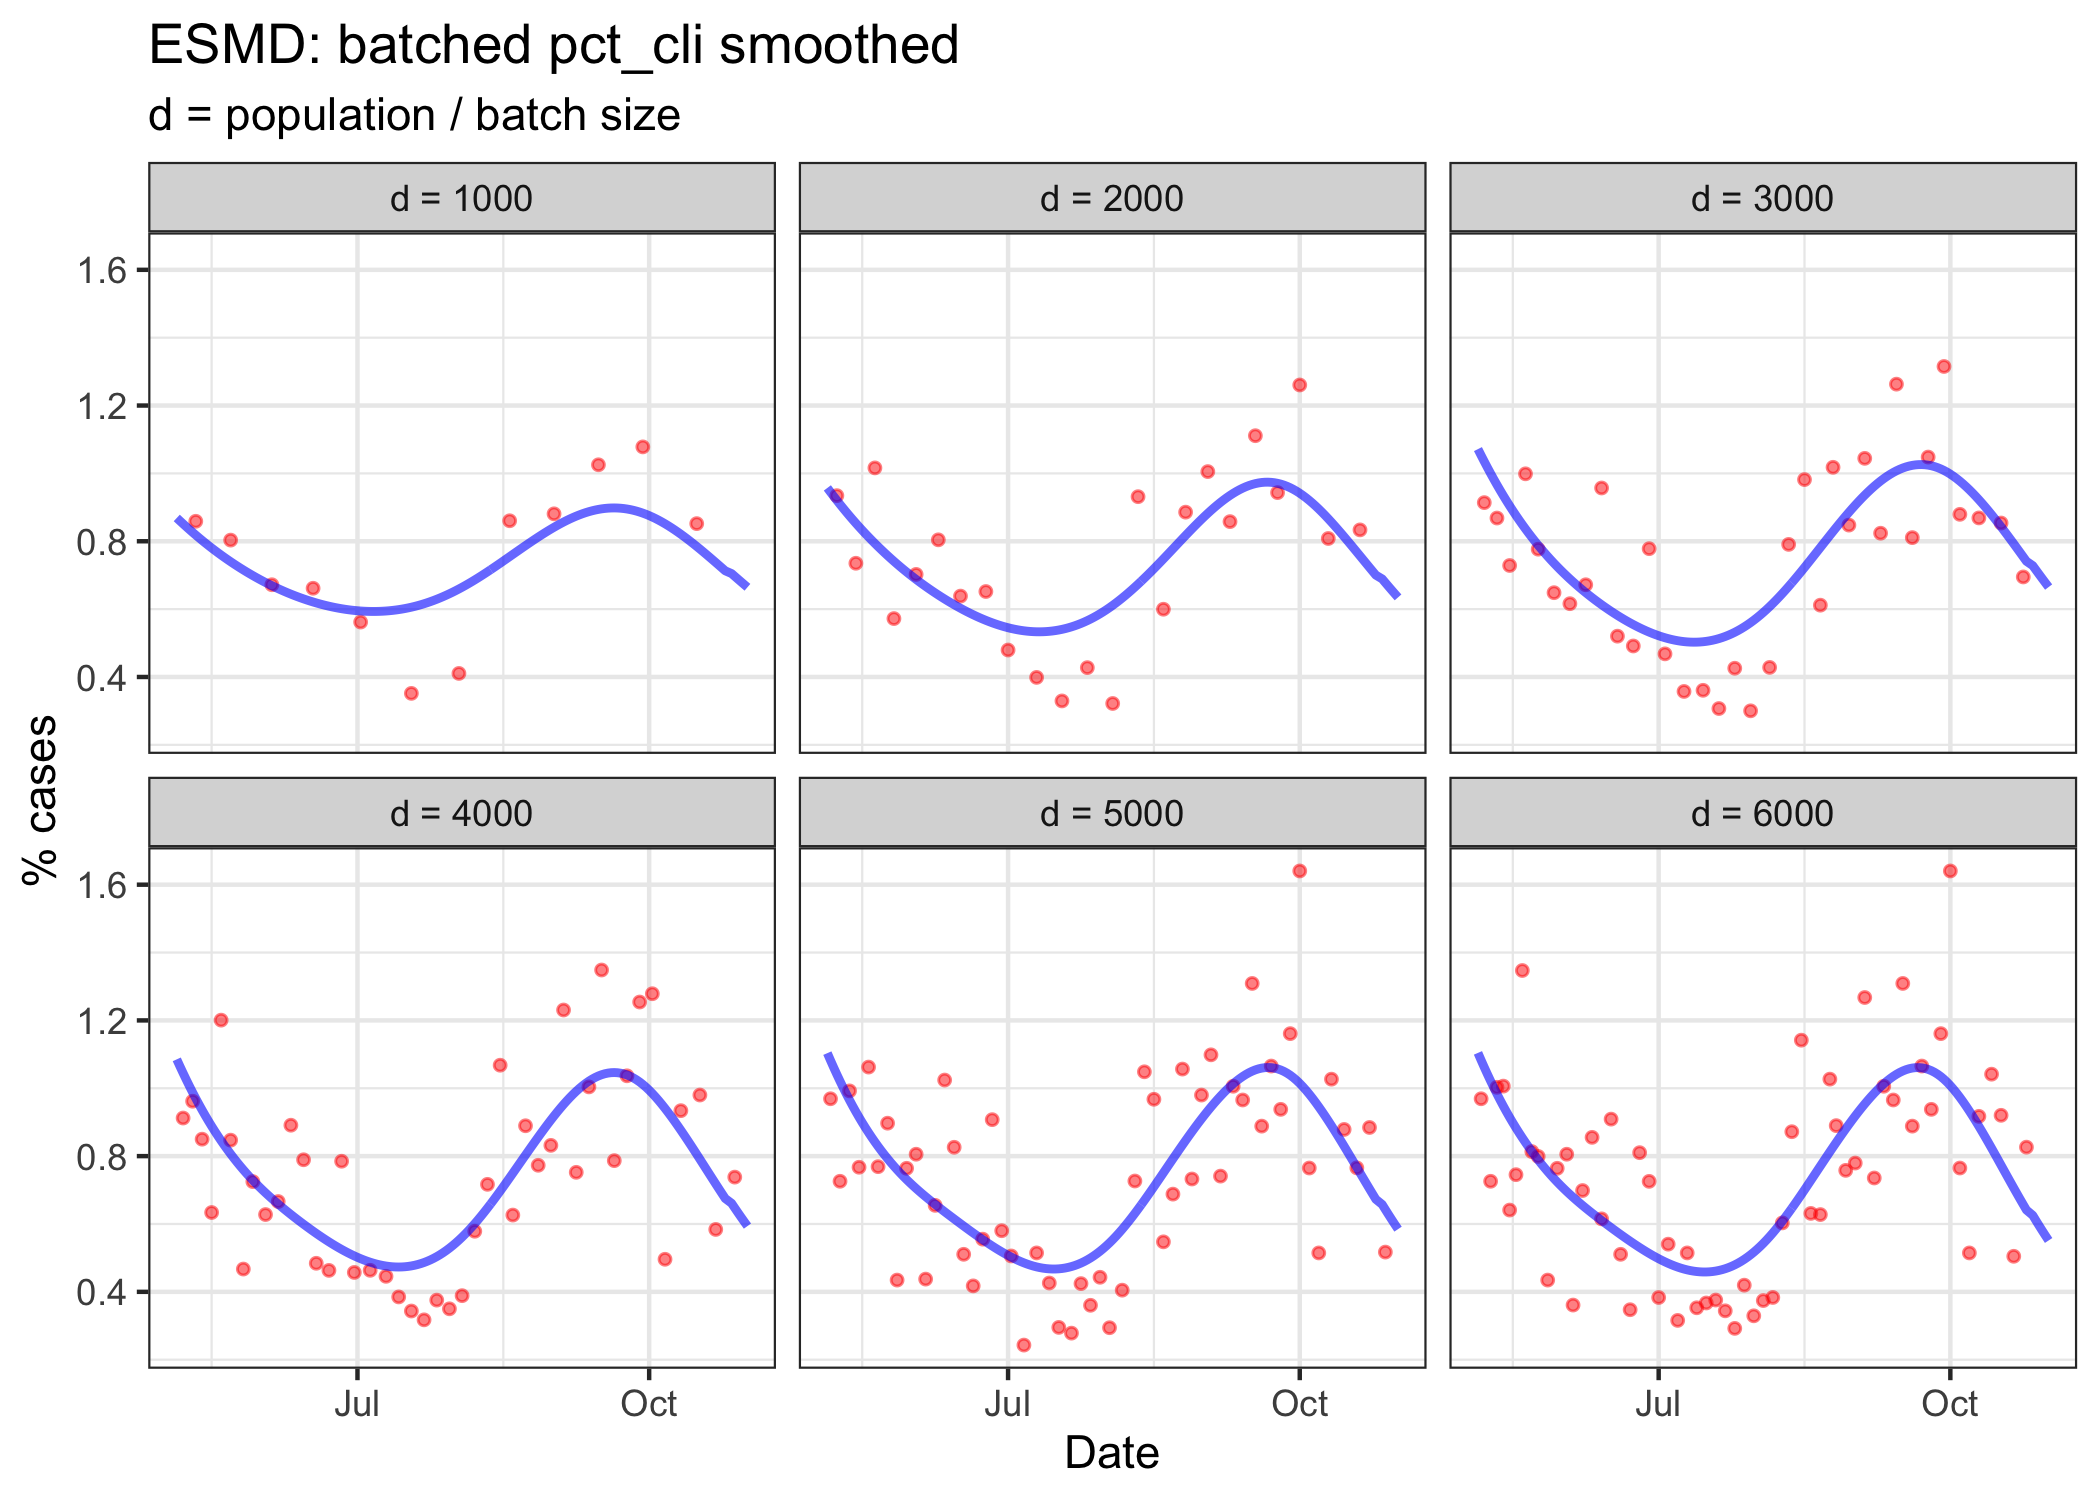 ESMD: batched pct_cli smoothed
d = population / batch size
d = 1000
d = 2000
d = 3000
1.6
1.2
0.8
0.4
d = 4000
d = 5000
d = 6000
1.6
1.2
0.8
0.4
% cases
Jul
Oct
Jul
Oct
Jul
Oct
Date